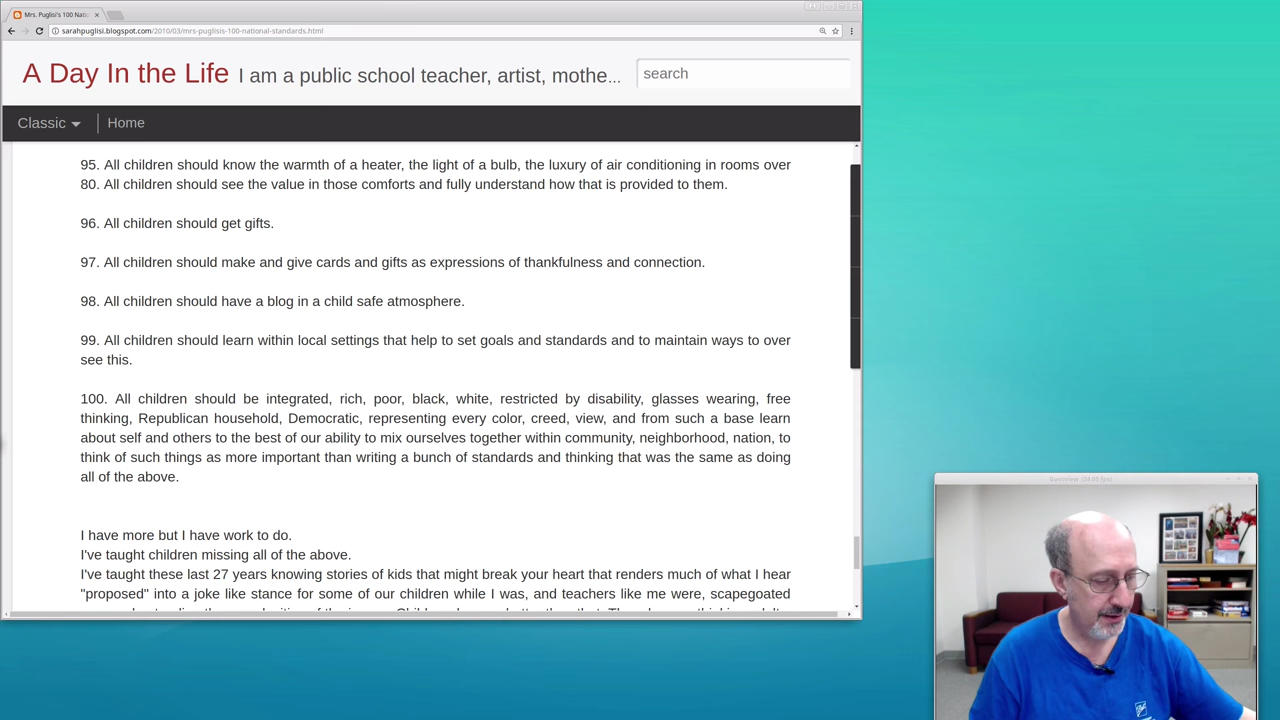 Mrs. Puglisi's 100 Nati
sarahpuglisi.blogspot.com/2010/03/mrs-puglisis-100-national-standards.html
A Day In the Life I am a public school teacher, artist, mothe...
search
Classic
Home
95. All children should know the warmth of a heater, the light of a bulb, the luxury of air conditioning in rooms over
80. All children should see the value in those comforts and fully understand how that is provided to them.
96. All children should get gifts.
97. All children should make and give cards and gifts as expressions of thankfulness and connection.
98. All children should have a blog in a child safe atmosphere.
99. All children should learn within local settings that help to set goals and standards and to maintain ways to over
see this.
100. All children should be integrated, rich, poor, black, white, restricted by disability, glasses wearing, free
thinking, Republican household, Democratic, representing every color, creed, view, and from such a base learn
about self and others to the best of our ability to mix ourselves together within community, neighborhood, nation, to
think of such things as more important than writing a bunch of standards and thinking that was the same as doing
all of the above.
I have more but I have work to do.
I've taught children missing all of the above.
I've taught these last 27 years knowing stories of kids that might break your heart that renders much of what I hear
"proposed" into a joke like stance for some of our children while I was, and teachers like me were, scapegoated